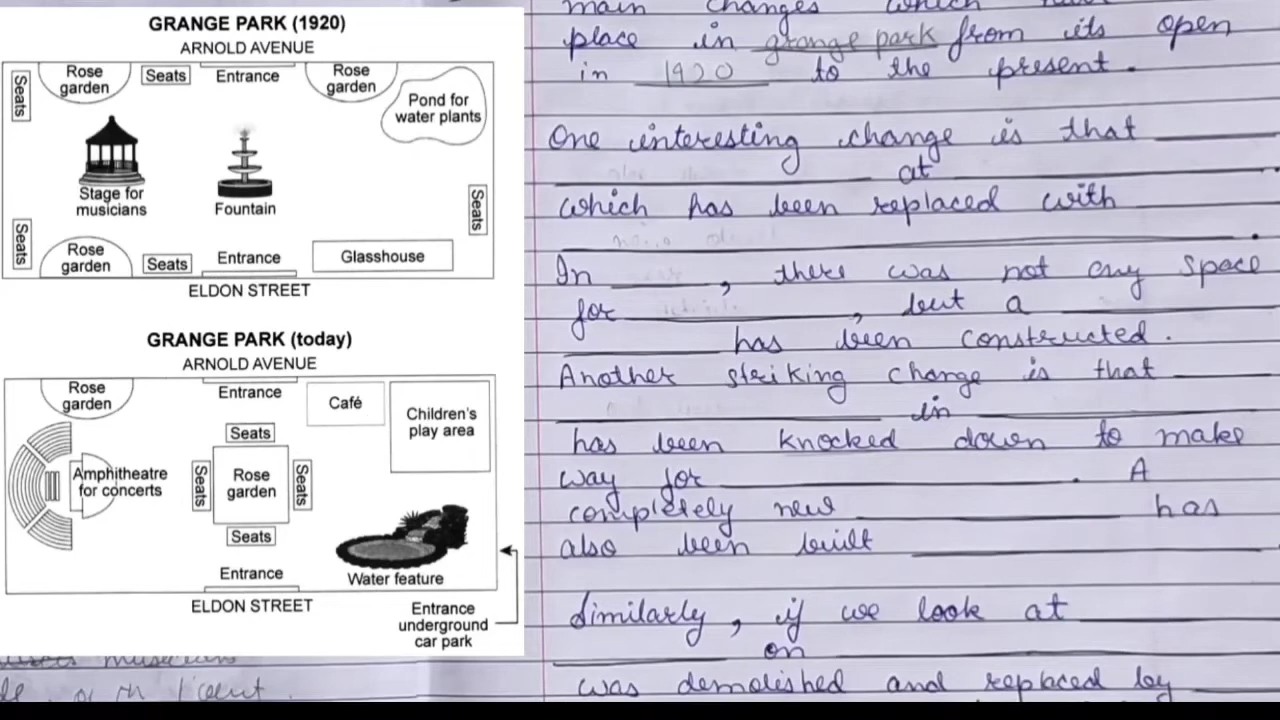 GRANGE PARK (1920)
ARNOLD AVENUE
Rose garden
Seats
Entrance
Rose garden
Seats
Pond for water plants
Stage for musicians
Fountain
Seats
Seats
Rose garden
Seats
Entrance
Glasshouse
ELDON STREET
GRANGE PARK (today)
ARNOLD AVENUE
Rose garden
Entrance
Café
Children's play area
Seats
Amphitheatre for concerts
Seats
Rose garden
Seats
Seats
Entrance
Water feature
ELDON STREET
Entrance underground car park
main changes which
place in grange park from its open
in 1920 to the present.
One interesting change is that
at
which has been replaced with
In , there was not any space
for , but a
has been constructed.
Another striking change is that
in
has been knocked down to make
way for . A
completely new has
also been built
Similarly, if we look at
on
was demolished and replaced by